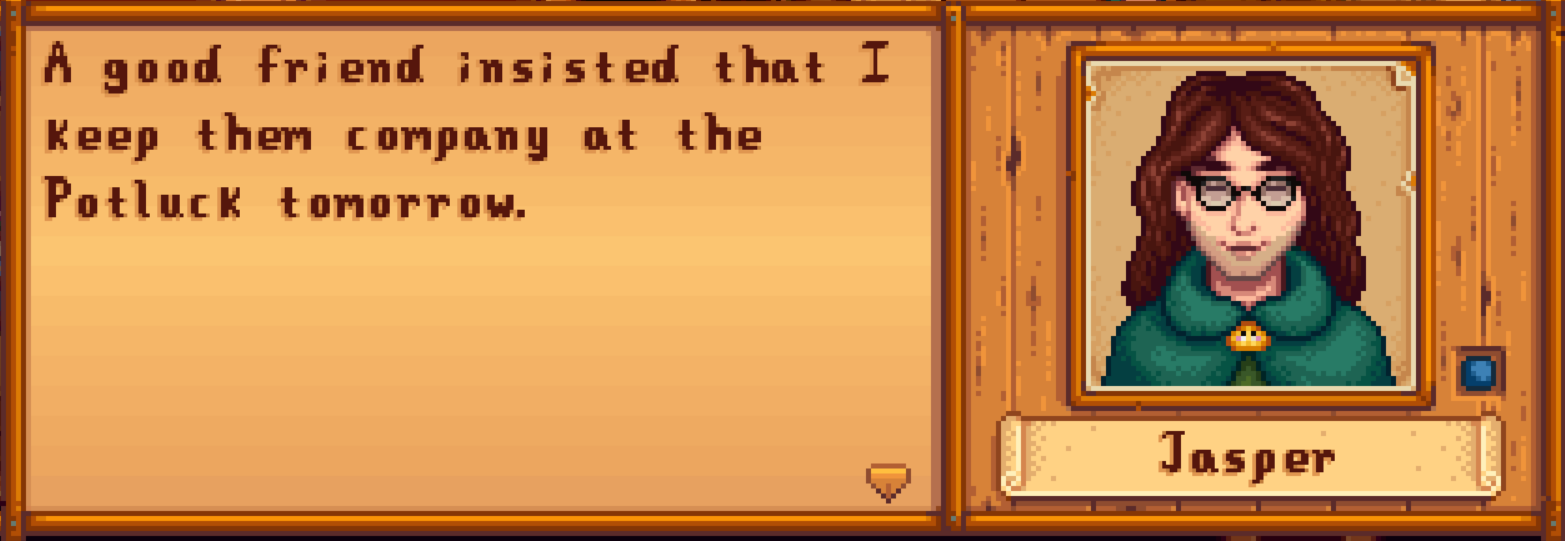 A good friend insisted that I
keep them company at the
Potluck tomorrow.
Jasper